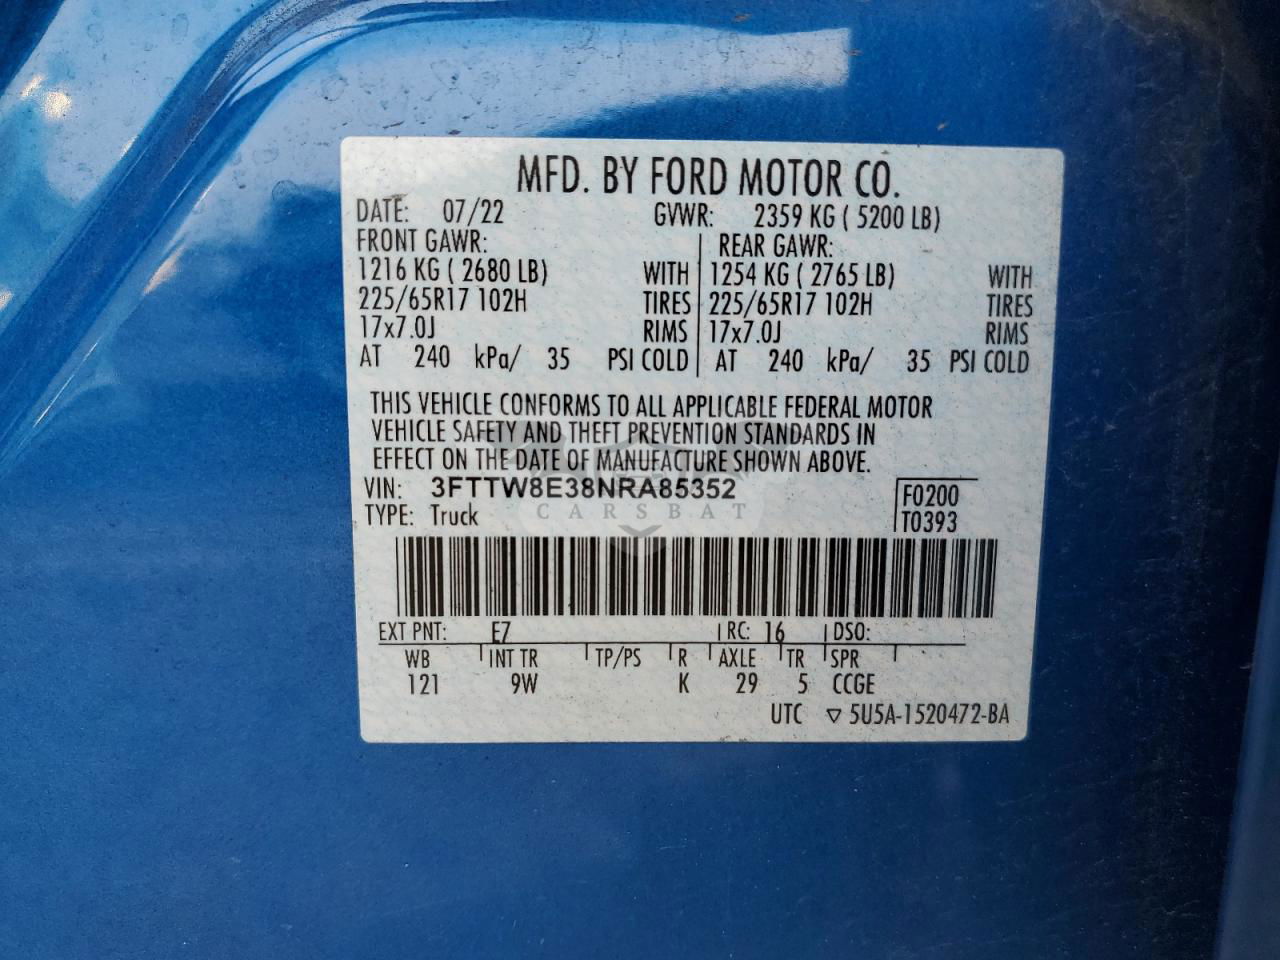 MFD. BY FORD MOTOR CO.
DATE: 07/22 GVWR: 2359 KG ( 5200 LB)
FRONT GAWR: REAR GAWR:
1216 KG ( 2680 LB) WITH 1254 KG ( 2765 LB) WITH
225/65R17 102H TIRES 225/65R17 102H TIRES
17x7.0J RIMS 17x7.0J RIMS
AT 240 kPa/ 35 PSI COLD AT 240 kPa/ 35 PSI COLD
THIS VEHICLE CONFORMS TO ALL APPLICABLE FEDERAL MOTOR
VEHICLE SAFETY AND THEFT PREVENTION STANDARDS IN
EFFECT ON THE DATE OF MANUFACTURE SHOWN ABOVE.
VIN: 3FTTW8E38NRA85352 F0200
TYPE: Truck T0393
CARSBAT
EXT PNT: E7 RC: 16 DSO:
WB INT TR TP/PS R AXLE TR SPR
121 9W K 29 5 CCGE
UTC ▽ 5U5A-1520472-BA